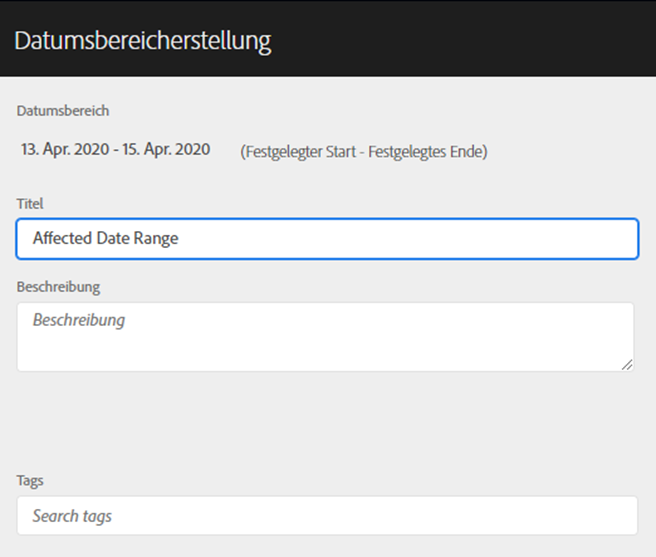 Datumsbereicherstellung
Datumsbereich
13. Apr. 2020 - 15. Apr. 2020 (Festgelegter Start - Festgelegtes Ende)
Titel
Affected Date Range
Beschreibung
Beschreibung
Tags
Search tags